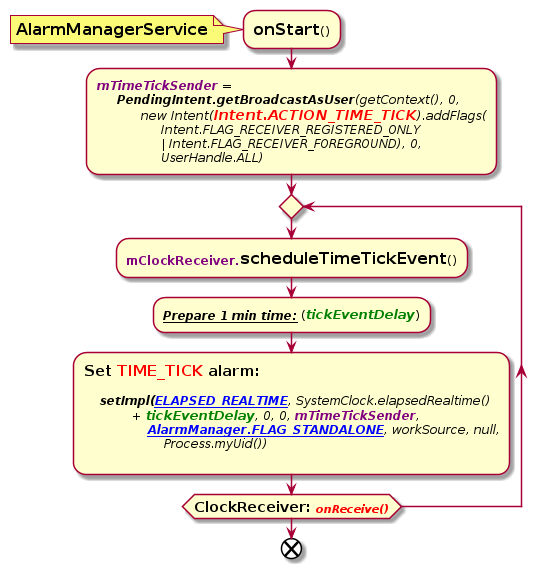 AlarmManagerService
onStart()
mTimeTickSender =
PendingIntent.getBroadcastAsUser(getContext(), 0,
new Intent(Intent.ACTION_TIME_TICK).addFlags(
Intent.FLAG_RECEIVER_REGISTERED_ONLY
| Intent.FLAG_RECEIVER_FOREGROUND), 0,
UserHandle.ALL)
mClockReceiver.scheduleTimeTickEvent()
Prepare 1 min time: (tickEventDelay)
Set TIME_TICK alarm:
setImpl(ELAPSED_REALTIME, SystemClock.elapsedRealtime()
+ tickEventDelay, 0, 0, mTimeTickSender,
AlarmManager.FLAG_STANDALONE, workSource, null,
Process.myUid())
ClockReceiver: onReceive()